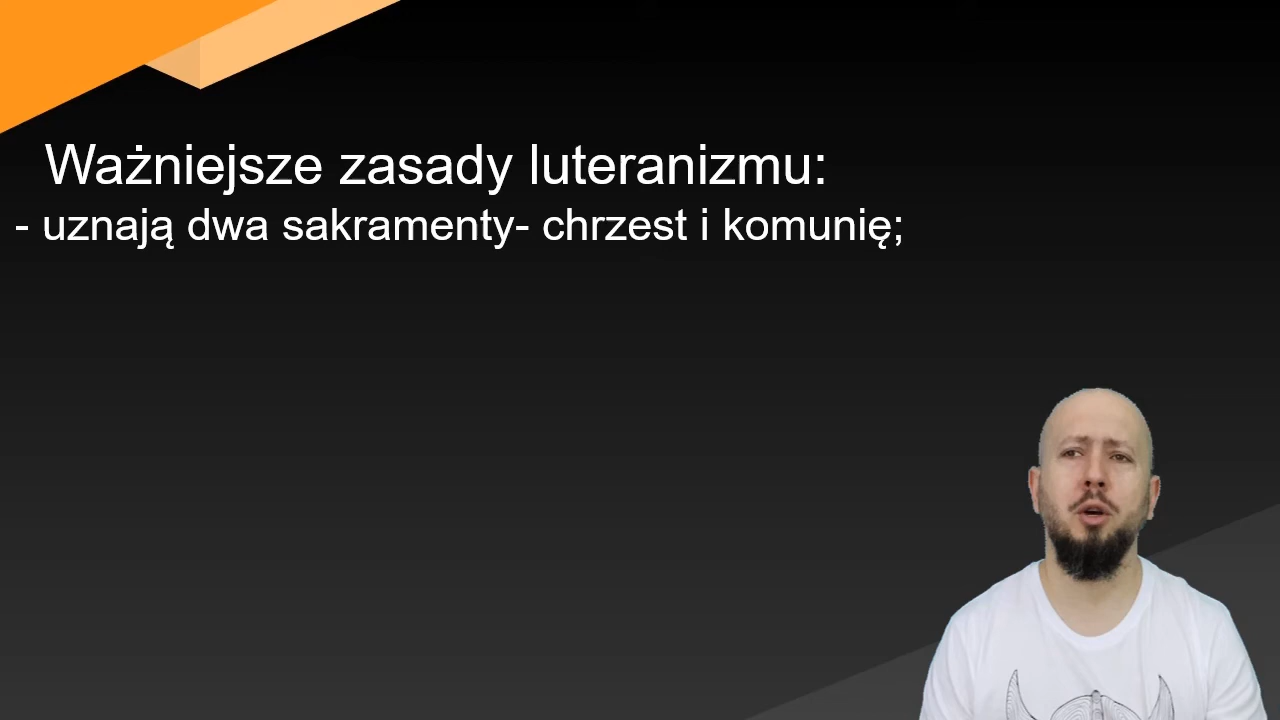 Ważniejsze zasady luteranizmu:
- uznają dwa sakramenty- chrzest i komunię;